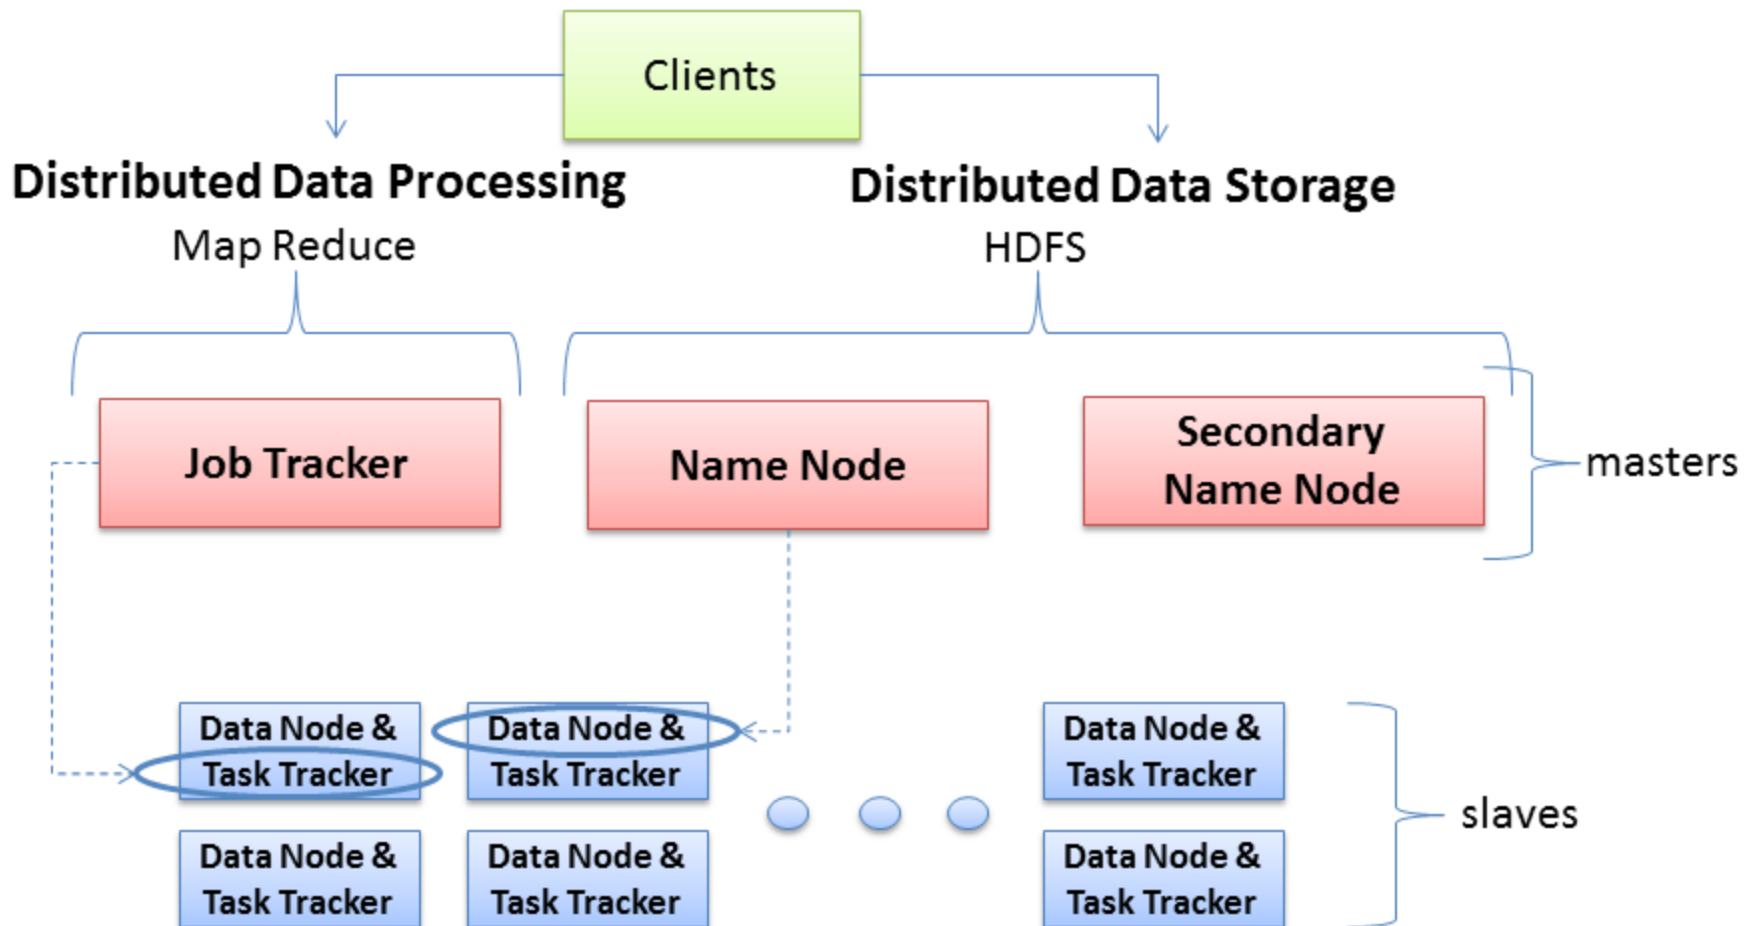 Clients
Distributed Data Processing
Distributed Data Storage
Map Reduce
HDFS
Job Tracker
Name Node
Secondary
Name Node
masters
Data Node &
Task Tracker
Data Node &
Task Tracker
Data Node &
Task Tracker
slaves
Data Node &
Task Tracker
Data Node &
Task Tracker
Data Node &
Task Tracker